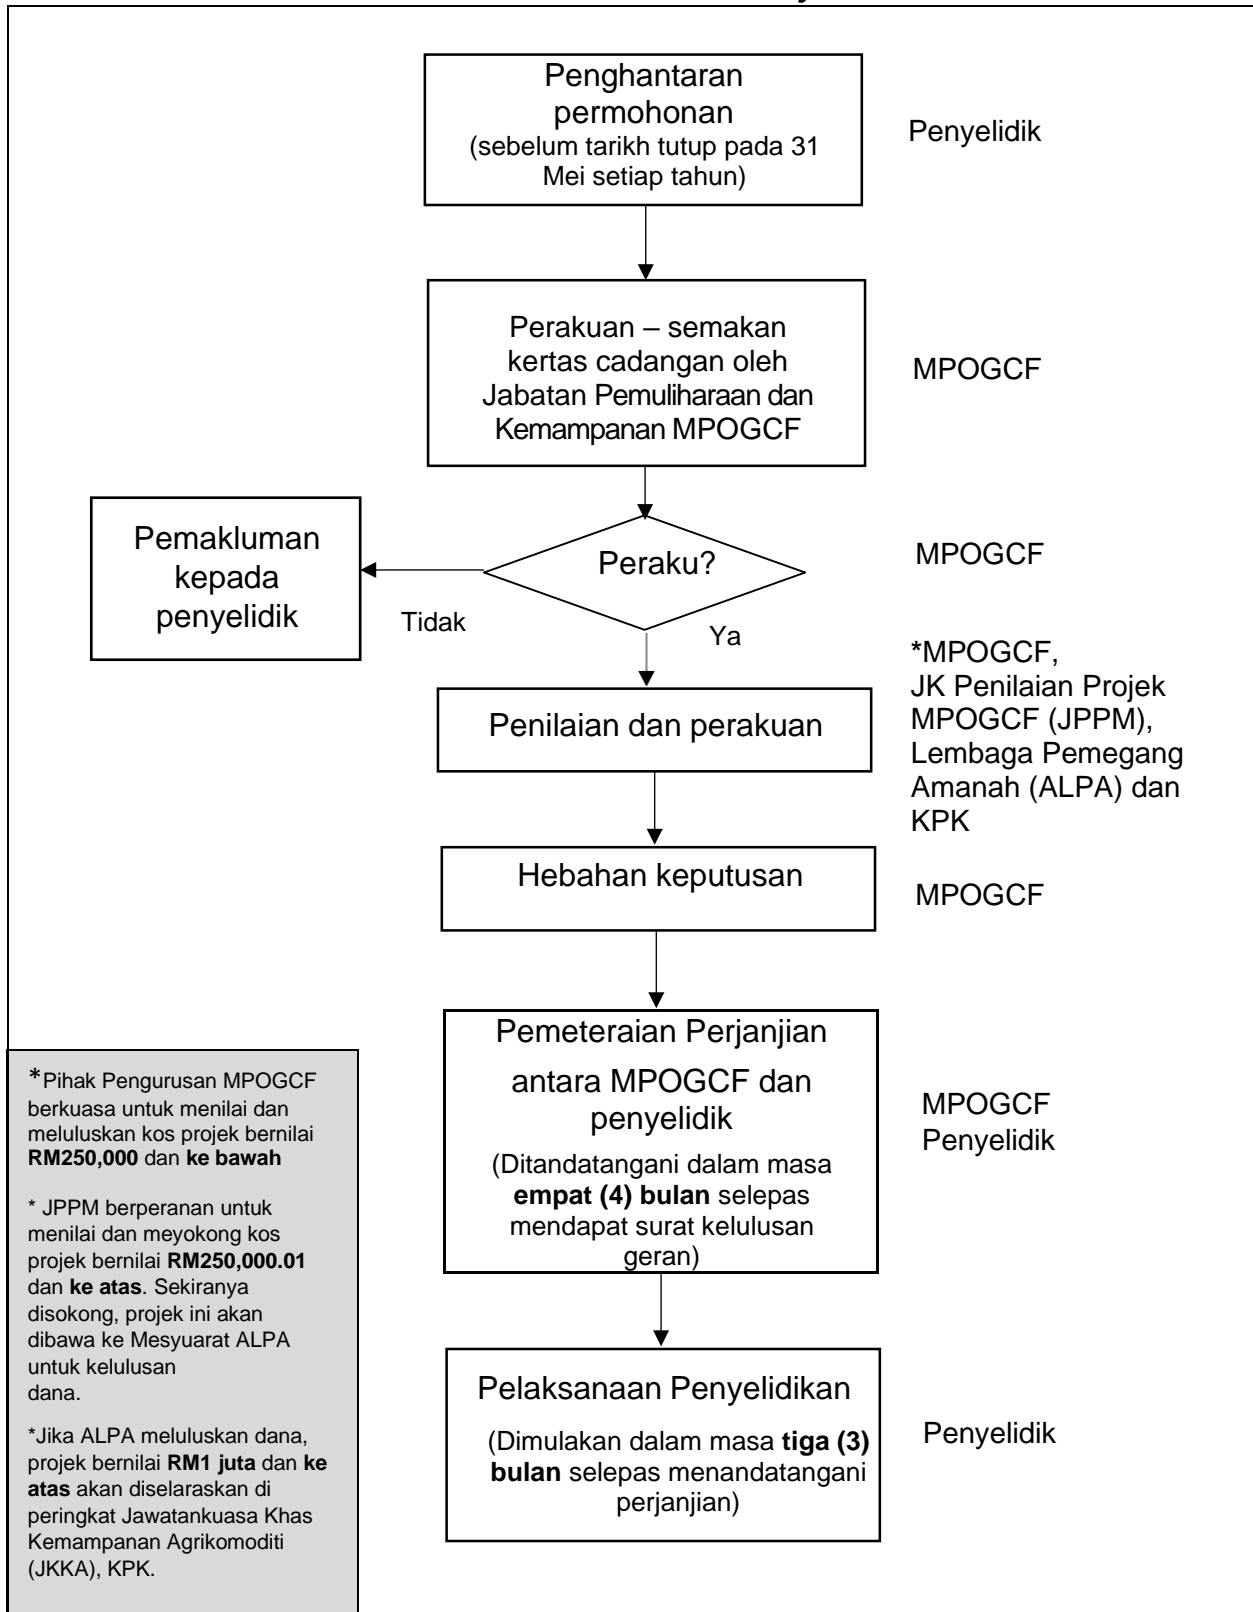 Penghantaran
permohonan
(sebelum tarikh tutup pada 31
Mei setiap tahun)
Penyelidik
Perakuan – semakan
kertas cadangan oleh
Jabatan Pemuliharaan dan
Kemampanan MPOGCF
MPOGCF
Pemakluman
kepada
penyelidik
Peraku?
MPOGCF
Tidak
Ya
*MPOGCF,
JK Penilaian Projek
MPOGCF (JPPM),
Lembaga Pemegang
Amanah (ALPA) dan
KPK
Penilaian dan perakuan
Hebahan keputusan
MPOGCF
Pemeteraian Perjanjian
antara MPOGCF dan
penyelidik
(Ditandatangani dalam masa
empat (4) bulan selepas
mendapat surat kelulusan
geran)
MPOGCF
Penyelidik
*Pihak Pengurusan MPOGCF
berkuasa untuk menilai dan
meluluskan kos projek bernilai
RM250,000 dan ke bawah
* JPPM berperanan untuk
menilai dan meyokong kos
projek bernilai RM250,000.01
dan ke atas. Sekiranya
disokong, projek ini akan
dibawa ke Mesyuarat ALPA
untuk kelulusan
dana.
*Jika ALPA meluluskan dana,
projek bernilai RM1 juta dan ke
atas akan diselaraskan di
peringkat Jawatankuasa Khas
Kemampanan Agrikomoditi
(JKKA), KPK.
Pelaksanaan Penyelidikan
(Dimulakan dalam masa tiga (3)
bulan selepas menandatangani
perjanjian)
Penyelidik